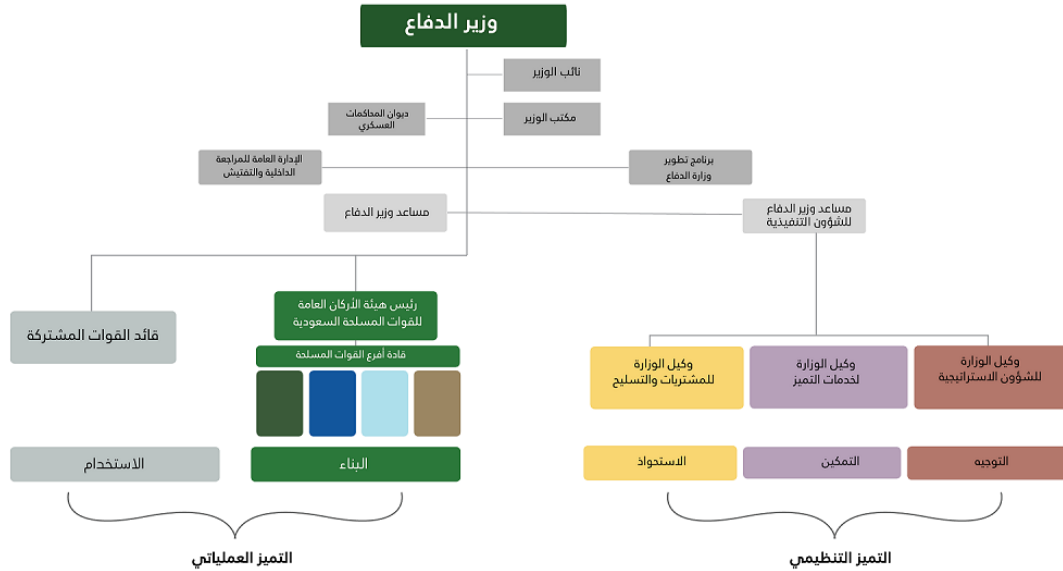 وزير الدفاع
نائب الوزير
مكتب الوزير
ديوان المحاكمات
العسكري
برنامج تطوير
وزارة الدفاع
الإدارة العامة للمراجعة
الداخلية والتفتيش
مساعد وزير الدفاع
للشؤون التنفيذية
مساعد وزير الدفاع
رئيس هيئة الأركان العامة
للقوات المسلحة السعودية
قائد القوات المشتركة
قادة أفرع القوات المسلحة
وكيل الوزارة
للشؤون الاستراتيجية
وكيل الوزارة
لخدمات التميز
وكيل الوزارة
للمشتريات والتسليح
التوجيه
التمكين
الاستحواذ
البناء
الاستخدام
التميز التنظيمي
التميز العملياتي